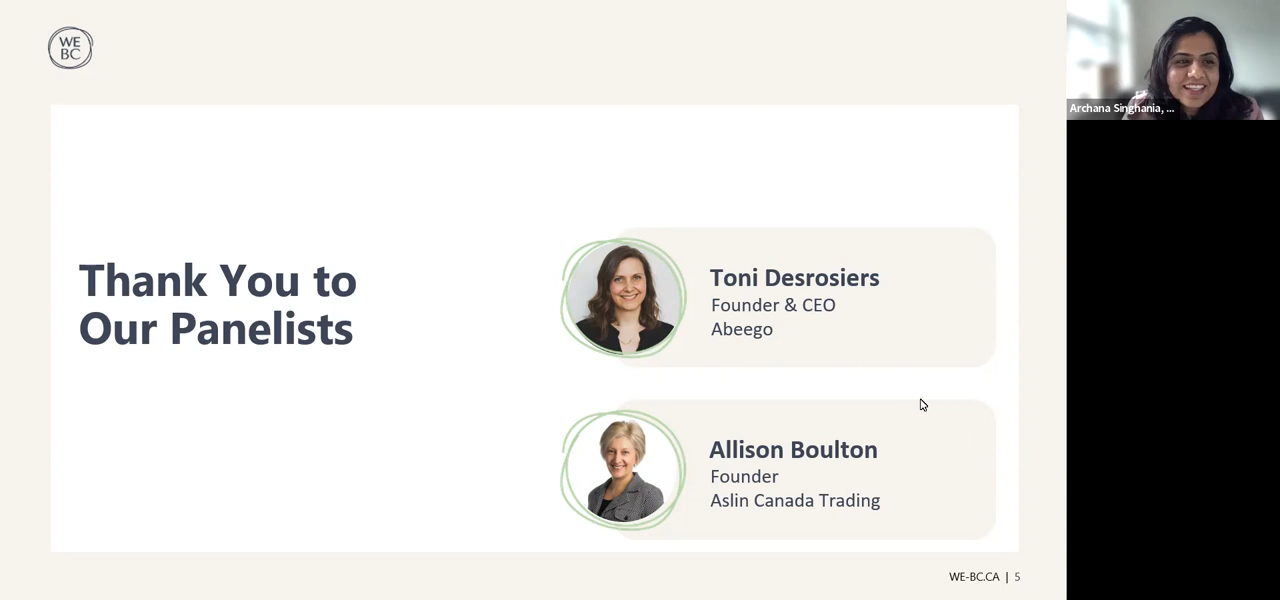 WE
BC
Thank You to
Our Panelists
Toni Desrosiers
Founder & CEO
Abeego
Allison Boulton
Founder
Aslin Canada Trading
WE-BC.CA | 5
Archana Singhania, ...